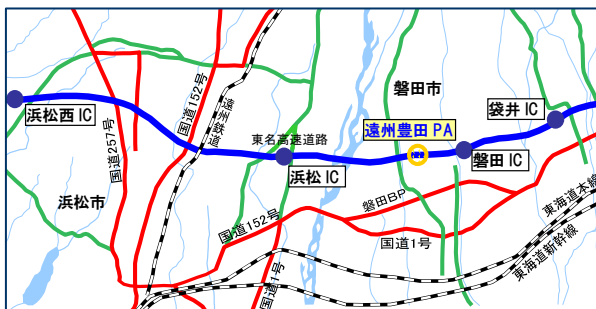 浜松西 IC
国道257号
浜松市
国道152号
遠州鉄道
東名高速道路
浜松 IC
国道152号
国道1号
磐田市
遠州豊田 PA
磐田 IC
袋井 IC
磐田BP
国道1号
東海道本線
東海道新幹線